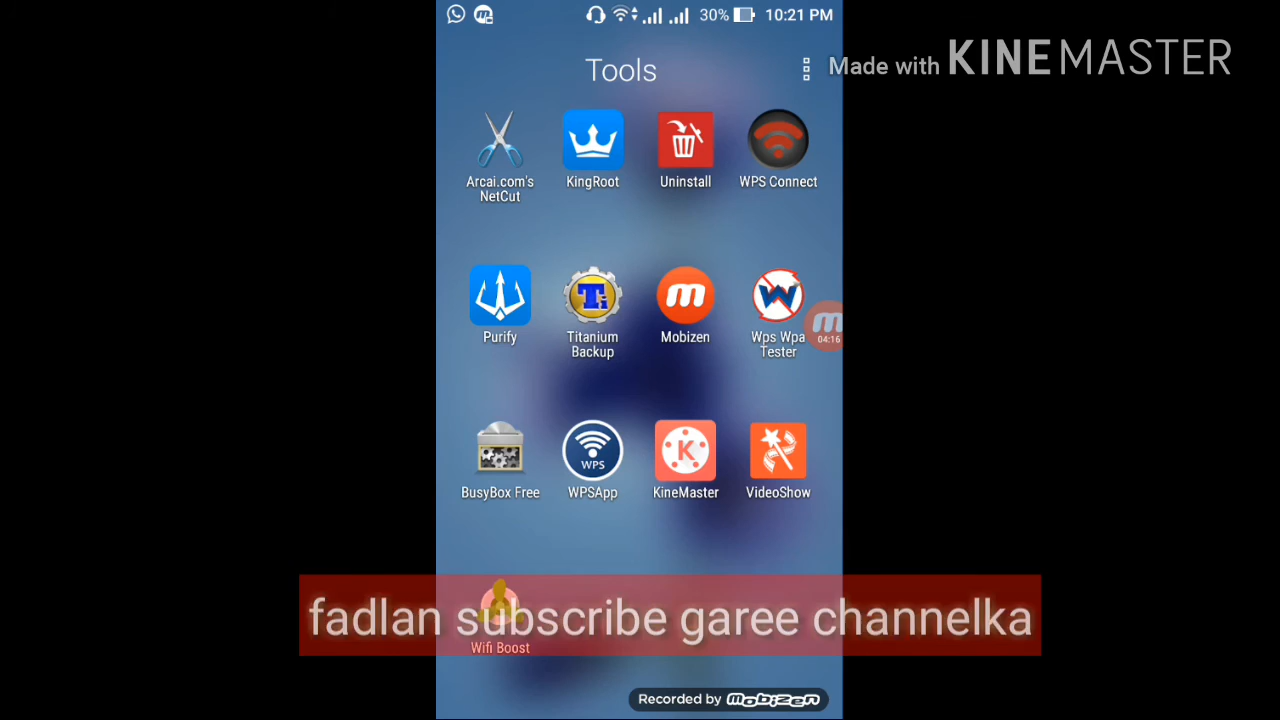 30% 10:21 PM
Tools
Made with KINEMASTER
Arcai.com's NetCut
KingRoot
Uninstall
WPS Connect
Purify
Titanium Backup
Mobizen
Wps Wpa Tester
04:16
BusyBox Free
WPS
WPSApp
KineMaster
VideoShow
fadlan subscribe garee channelka
Wifi Boost
Recorded by Mobizen